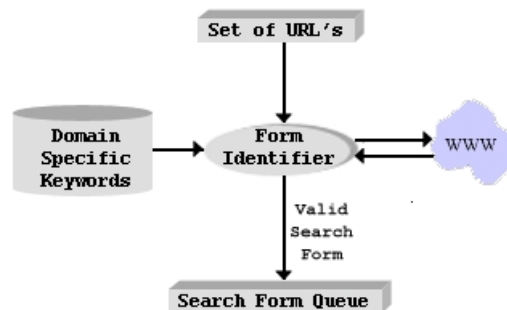 Set of URL's
Domain
Specific
Keywords
Form
Identifier
WWW
Valid
Search
Form
Search Form Queue